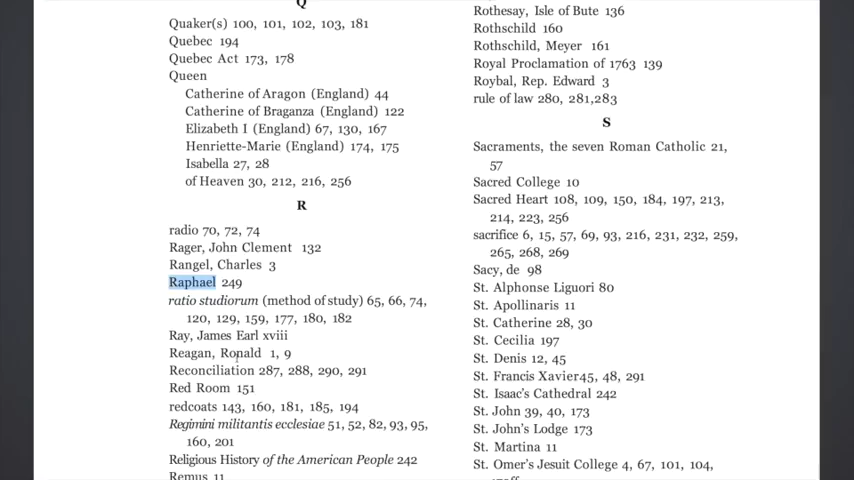 Q
Quaker(s) 100, 101, 102, 103, 181
Quebec 194
Quebec Act 173, 178
Queen
Catherine of Aragon (England) 44
Catherine of Braganza (England) 122
Elizabeth I (England) 67, 130, 167
Henriette-Marie (England) 174, 175
Isabella 27, 28
of Heaven 30, 212, 216, 256
R
radio 70, 72, 74
Rager, John Clement 132
Rangel, Charles 3
Raphael 249
ratio studiorum (method of study) 65, 66, 74,
120, 129, 159, 177, 180, 182
Ray, James Earl xviii
Reagan, Ronald 1, 9
Reconciliation 287, 288, 290, 291
Red Room 151
redcoats 143, 160, 181, 185, 194
Regimini militantis ecclesiae 51, 52, 82, 93, 95,
160, 201
Religious History of the American People 242
Remus 11
Rothesay, Isle of Bute 136
Rothschild 160
Rothschild, Meyer 161
Royal Proclamation of 1763 139
Roybal, Rep. Edward 3
rule of law 280, 281,283
S
Sacraments, the seven Roman Catholic 21,
57
Sacred College 10
Sacred Heart 108, 109, 150, 184, 197, 213,
214, 223, 256
sacrifice 6, 15, 57, 69, 93, 216, 231, 232, 259,
265, 268, 269
Sacy, de 98
St. Alphonse Liguori 80
St. Apollinaris 11
St. Catherine 28, 30
St. Cecilia 197
St. Denis 12, 45
St. Francis Xavier45, 48, 291
St. Isaac's Cathedral 242
St. John 39, 40, 173
St. John's Lodge 173
St. Martina 11
St. Omer's Jesuit College 4, 67, 101, 104,